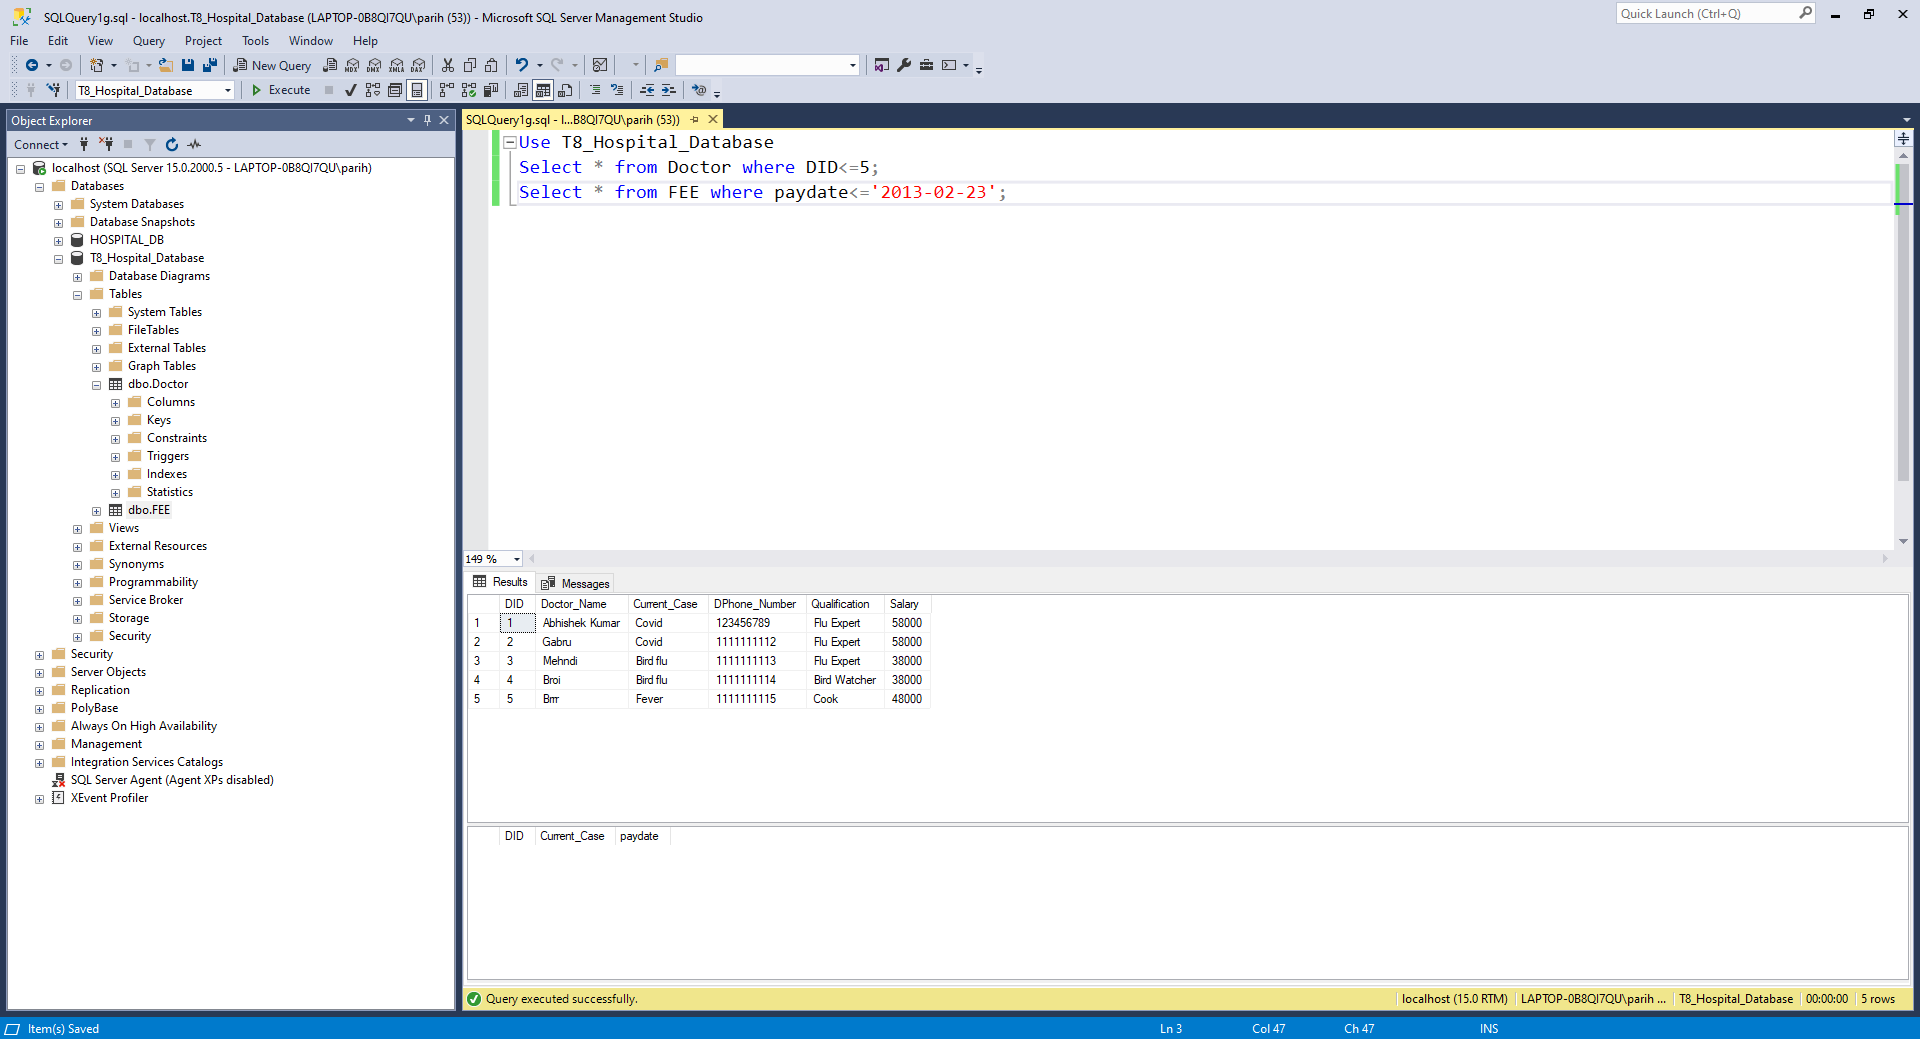 SQLQuery1g.sql - localhost.T8_Hospital_Database (LAPTOP-0B8QI7QU\parih (53)) - Microsoft SQL Server Management Studio
Quick Launch (Ctrl+Q)
File Edit View Query Project Tools Window Help
New Query
T8_Hospital_Database
Execute
Object Explorer
Connect
localhost (SQL Server 15.0.2000.5 - LAPTOP-0B8QI7QU\parih)
Databases
System Databases
Database Snapshots
HOSPITAL_DB
T8_Hospital_Database
Database Diagrams
Tables
System Tables
FileTables
External Tables
Graph Tables
dbo.Doctor
Columns
Keys
Constraints
Triggers
Indexes
Statistics
dbo.FEE
Views
External Resources
Synonyms
Programmability
Service Broker
Storage
Security
Security
Server Objects
Replication
PolyBase
Always On High Availability
Management
Integration Services Catalogs
SQL Server Agent (Agent XPs disabled)
XEvent Profiler
SQLQuery1g.sql - l...B8QI7QU\parih (53))
Use T8_Hospital_Database
Select * from Doctor where DID<=5;
Select * from FEE where paydate<='2013-02-23';
149 %
Results Messages
DID Doctor_Name Current_Case DPhone_Number Qualification Salary
1 1 Abhishek Kumar Covid 123456789 Flu Expert 58000
2 2 Gabru Covid 1111111112 Flu Expert 58000
3 3 Mehndi Bird flu 1111111113 Flu Expert 38000
4 4 Broi Bird flu 1111111114 Bird Watcher 38000
5 5 Brrr Fever 1111111115 Cook 48000
DID Current_Case paydate
Query executed successfully.
localhost (15.0 RTM) LAPTOP-0B8QI7QU\parih ... T8_Hospital_Database 00:00:00 5 rows
Item(s) Saved
Ln 3 Col 47 Ch 47 INS